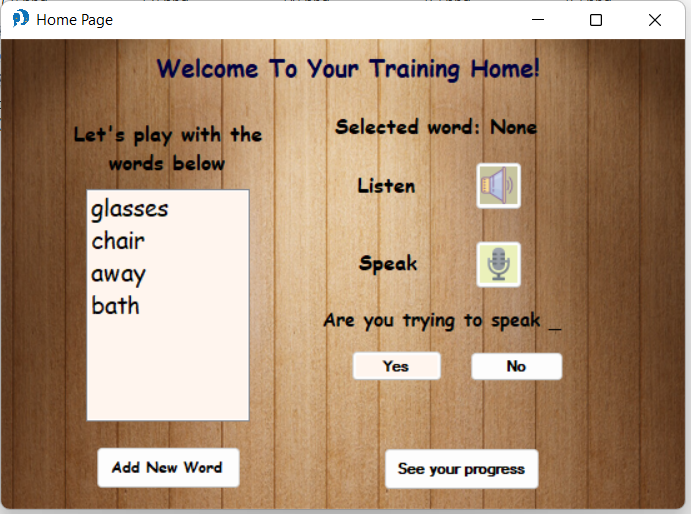 Home Page
Welcome To Your Training Home!
Let's play with the
words below
glasses
chair
away
bath
Add New Word
Selected word: None
Listen
Speak
Are you trying to speak _
Yes
No
See your progress